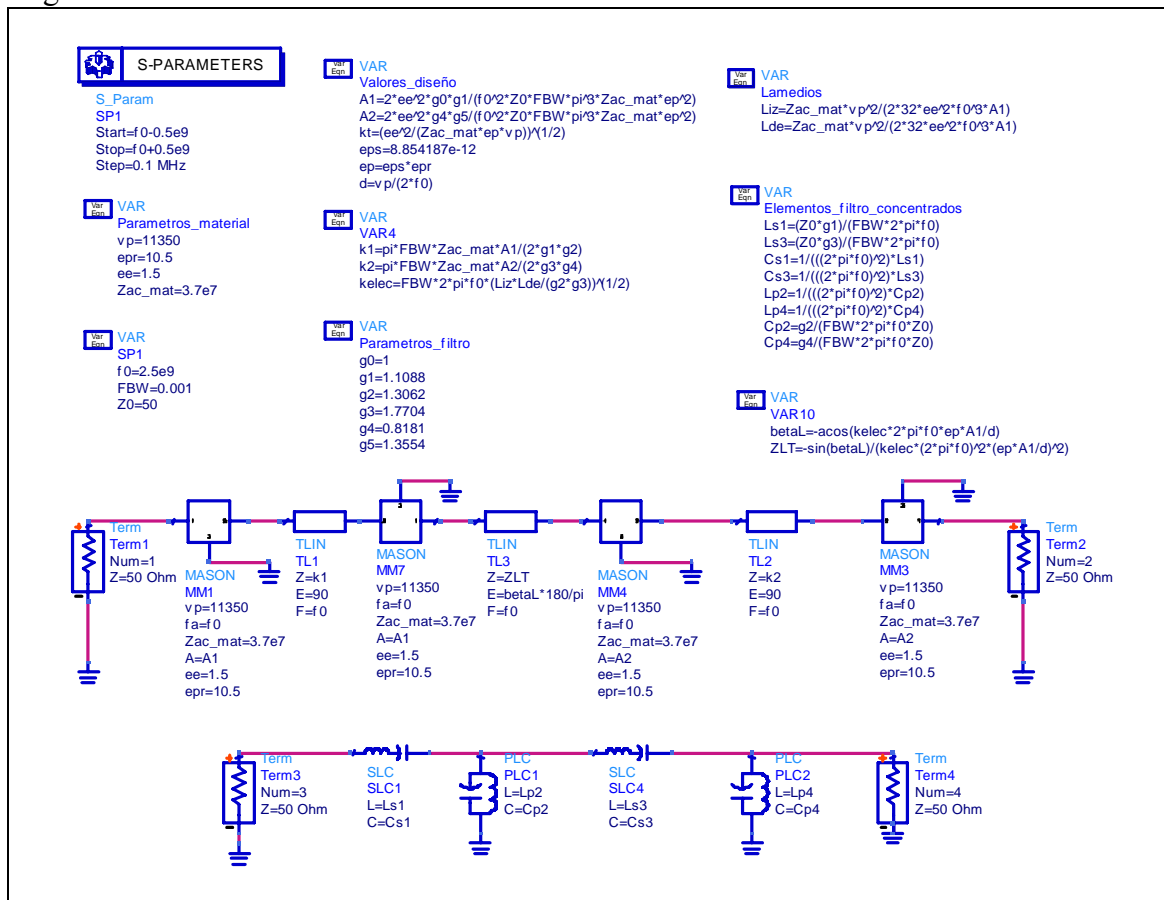 S-PARAMETERS
S_Param
SP1
Start=f0-0.5e9
Stop=f0+0.5e9
Step=0.1 MHz
Var
Eqn
VAR
Valores_diseño
A1=2*ee^2*g0*g1/(f0^2*Z0*FBW*pi^3*Zac_mat*ep^2)
A2=2*ee^2*g4*g5/(f0^2*Z0*FBW*pi^3*Zac_mat*ep^2)
kt=(ee^2/(Zac_mat*ep*vp))^(1/2)
eps=8.854187e-12
ep=eps*epr
d=vp/(2*f0)
Var
Eqn
VAR
Lamedios
Liz=Zac_mat*vp^2/(2*32*ee^2*f0^3*A1)
Lde=Zac_mat*vp^2/(2*32*ee^2*f0^3*A1)
Var
Eqn
VAR
Parametros_material
vp=11350
epr=10.5
ee=1.5
Zac_mat=3.7e7
Var
Eqn
VAR
VAR4
k1=pi*FBW*Zac_mat*A1/(2*g1*g2)
k2=pi*FBW*Zac_mat*A2/(2*g3*g4)
kelec=FBW*2*pi*f0*(Liz*Lde/(g2*g3))^(1/2)
Var
Eqn
VAR
Elementos_filtro_concentrados
Ls1=(Z0*g1)/(FBW*2*pi*f0)
Ls3=(Z0*g3)/(FBW*2*pi*f0)
Cs1=1/(((2*pi*f0)^2)*Ls1)
Cs3=1/(((2*pi*f0)^2)*Ls3)
Lp2=1/(((2*pi*f0)^2)*Cp2)
Lp4=1/(((2*pi*f0)^2)*Cp4)
Cp2=g2/(FBW*2*pi*f0*Z0)
Cp4=g4/(FBW*2*pi*f0*Z0)
Var
Eqn
VAR
SP1
f0=2.5e9
FBW=0.001
Z0=50
Var
Eqn
VAR
Parametros_filtro
g0=1
g1=1.1088
g2=1.3062
g3=1.7704
g4=0.8181
g5=1.3554
Var
Eqn
VAR
VAR10
betaL=-acos(kelec*2*pi*f0*ep*A1/d)
ZLT=-sin(betaL)/(kelec*(2*pi*f0)^2*(ep*A1/d)^2)
Term
Term1
Num=1
Z=50 Ohm
MASON
MM1
vp=11350
fa=f0
Zac_mat=3.7e7
A=A1
ee=1.5
epr=10.5
TLIN
TL1
Z=k1
E=90
F=f0
MASON
MM7
vp=11350
fa=f0
Zac_mat=3.7e7
A=A1
ee=1.5
epr=10.5
TLIN
TL3
Z=ZLT
E=betaL*180/pi
F=f0
MASON
MM4
vp=11350
fa=f0
Zac_mat=3.7e7
A=A2
ee=1.5
epr=10.5
TLIN
TL2
Z=k2
E=90
F=f0
MASON
MM3
vp=11350
fa=f0
Zac_mat=3.7e7
A=A2
ee=1.5
epr=10.5
Term
Term2
Num=2
Z=50 Ohm
Term
Term3
Num=3
Z=50 Ohm
SLC
SLC1
L=Ls1
C=Cs1
PLC
PLC1
L=Lp2
C=Cp2
SLC
SLC4
L=Ls3
C=Cs3
PLC
PLC2
L=Lp4
C=Cp4
Term
Term4
Num=4
Z=50 Ohm